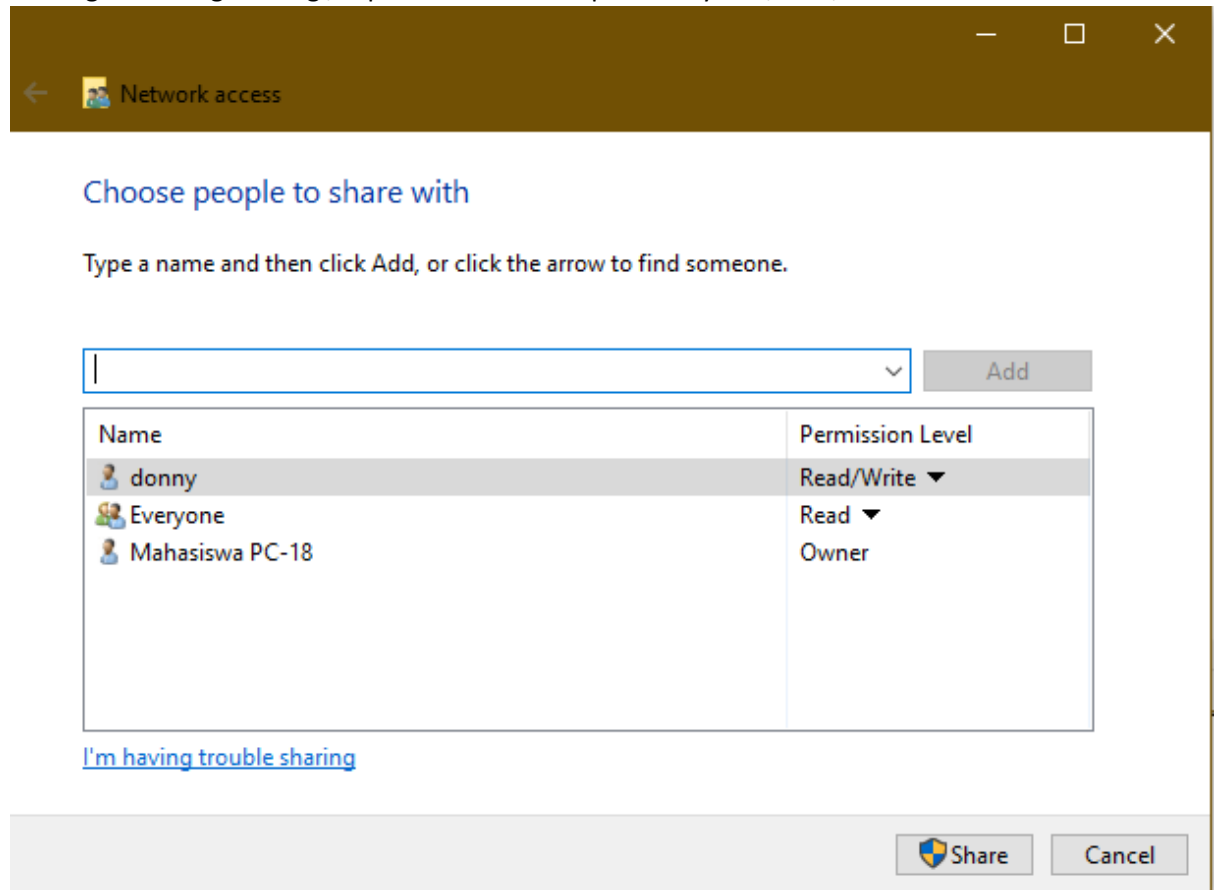 Network access
Choose people to share with
Type a name and then click Add, or click the arrow to find someone.
Add
Name Permission Level
donny Read/Write
Everyone Read
Mahasiswa PC-18 Owner
I'm having trouble sharing
Share Cancel